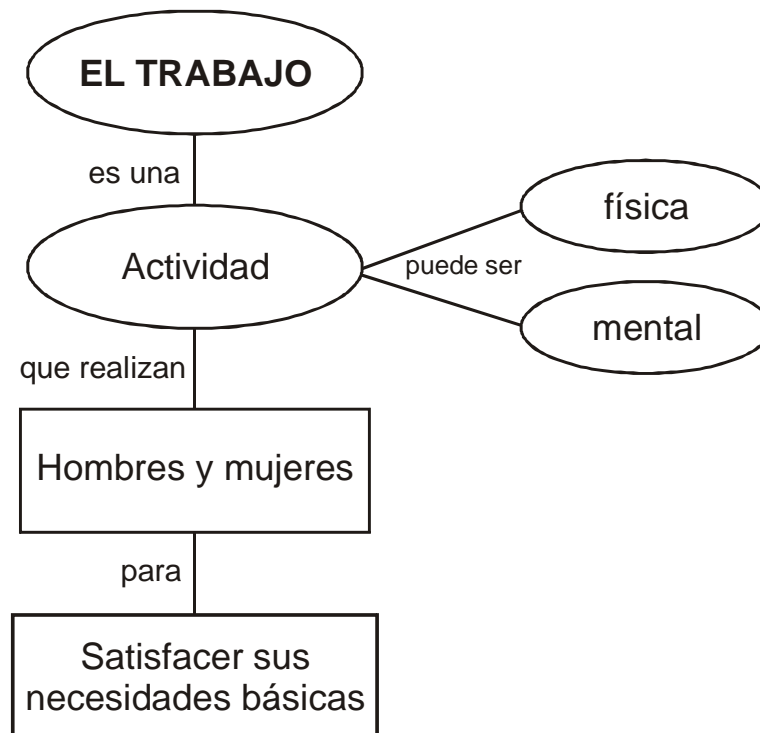 EL TRABAJO
es una
Actividad
puede ser
física
mental
que realizan
Hombres y mujeres
para
Satisfacer sus
necesidades básicas